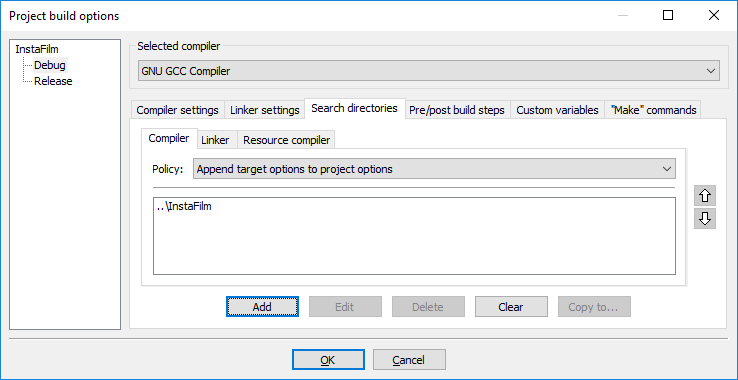 Project build options
InstaFilm
Debug
Release
Selected compiler
GNU GCC Compiler
Compiler settings Linker settings Search directories Pre/post build steps Custom variables "Make" commands
Compiler Linker Resource compiler
Policy: Append target options to project options
..\InstaFilm
Add Edit Delete Clear Copy to...
OK Cancel